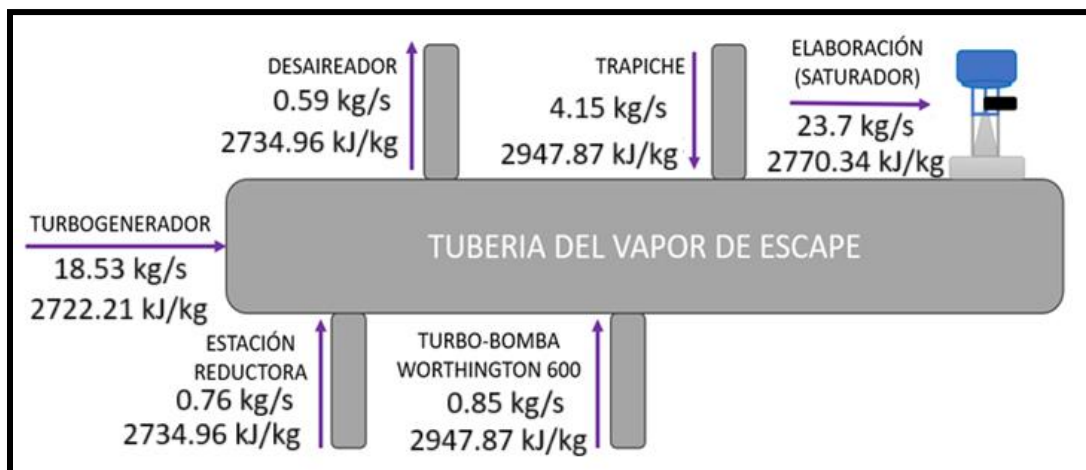 DESAIREADOR
0.59 kg/s
2734.96 kJ/kg
TRAPICHE
4.15 kg/s
2947.87 kJ/kg
ELABORACIÓN
(SATURADOR)
23.7 kg/s
2770.34 kJ/kg
TURBOGENERADOR
18.53 kg/s
2722.21 kJ/kg
TUBERIA DEL VAPOR DE ESCAPE
ESTACIÓN
REDUCTORA
0.76 kg/s
2734.96 kJ/kg
TURBO-BOMBA
WORTHINGTON 600
0.85 kg/s
2947.87 kJ/kg